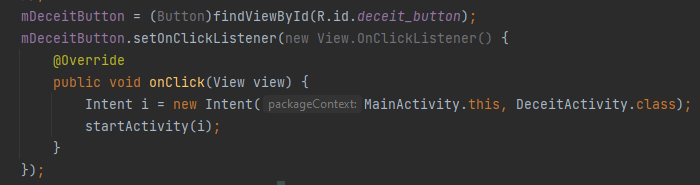 mDeceitButton = (Button)findViewById(R.id.deceit_button);
mDeceitButton.setOnClickListener(new View.OnClickListener() {
@Override
public void onClick(View view) {
Intent i = new Intent( packageContext: MainActivity.this, DeceitActivity.class);
startActivity(i);
}
});